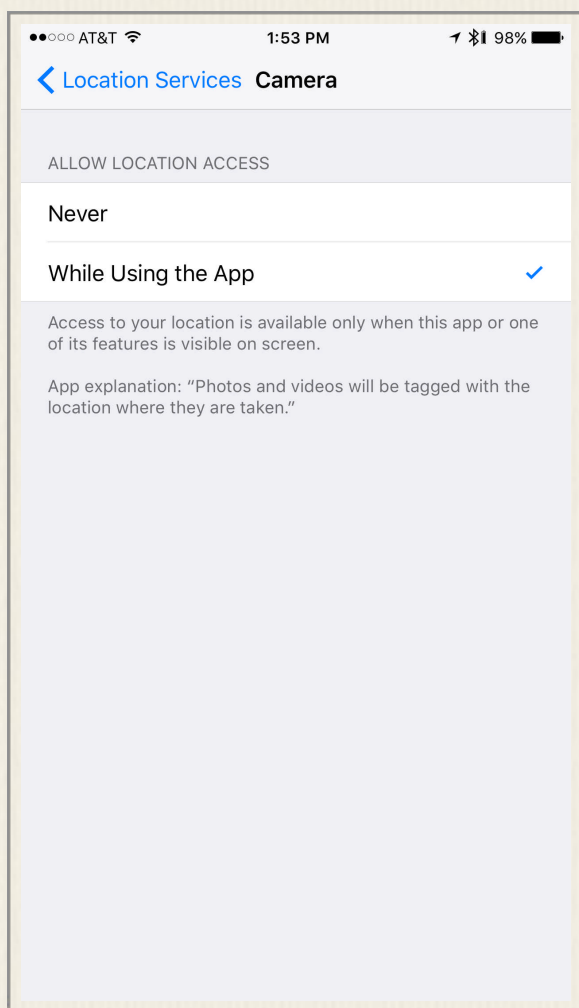 AT&T 1:53 PM 98%
Location Services Camera
ALLOW LOCATION ACCESS
Never
While Using the App
Access to your location is available only when this app or one
of its features is visible on screen.
App explanation: “Photos and videos will be tagged with the
location where they are taken.”